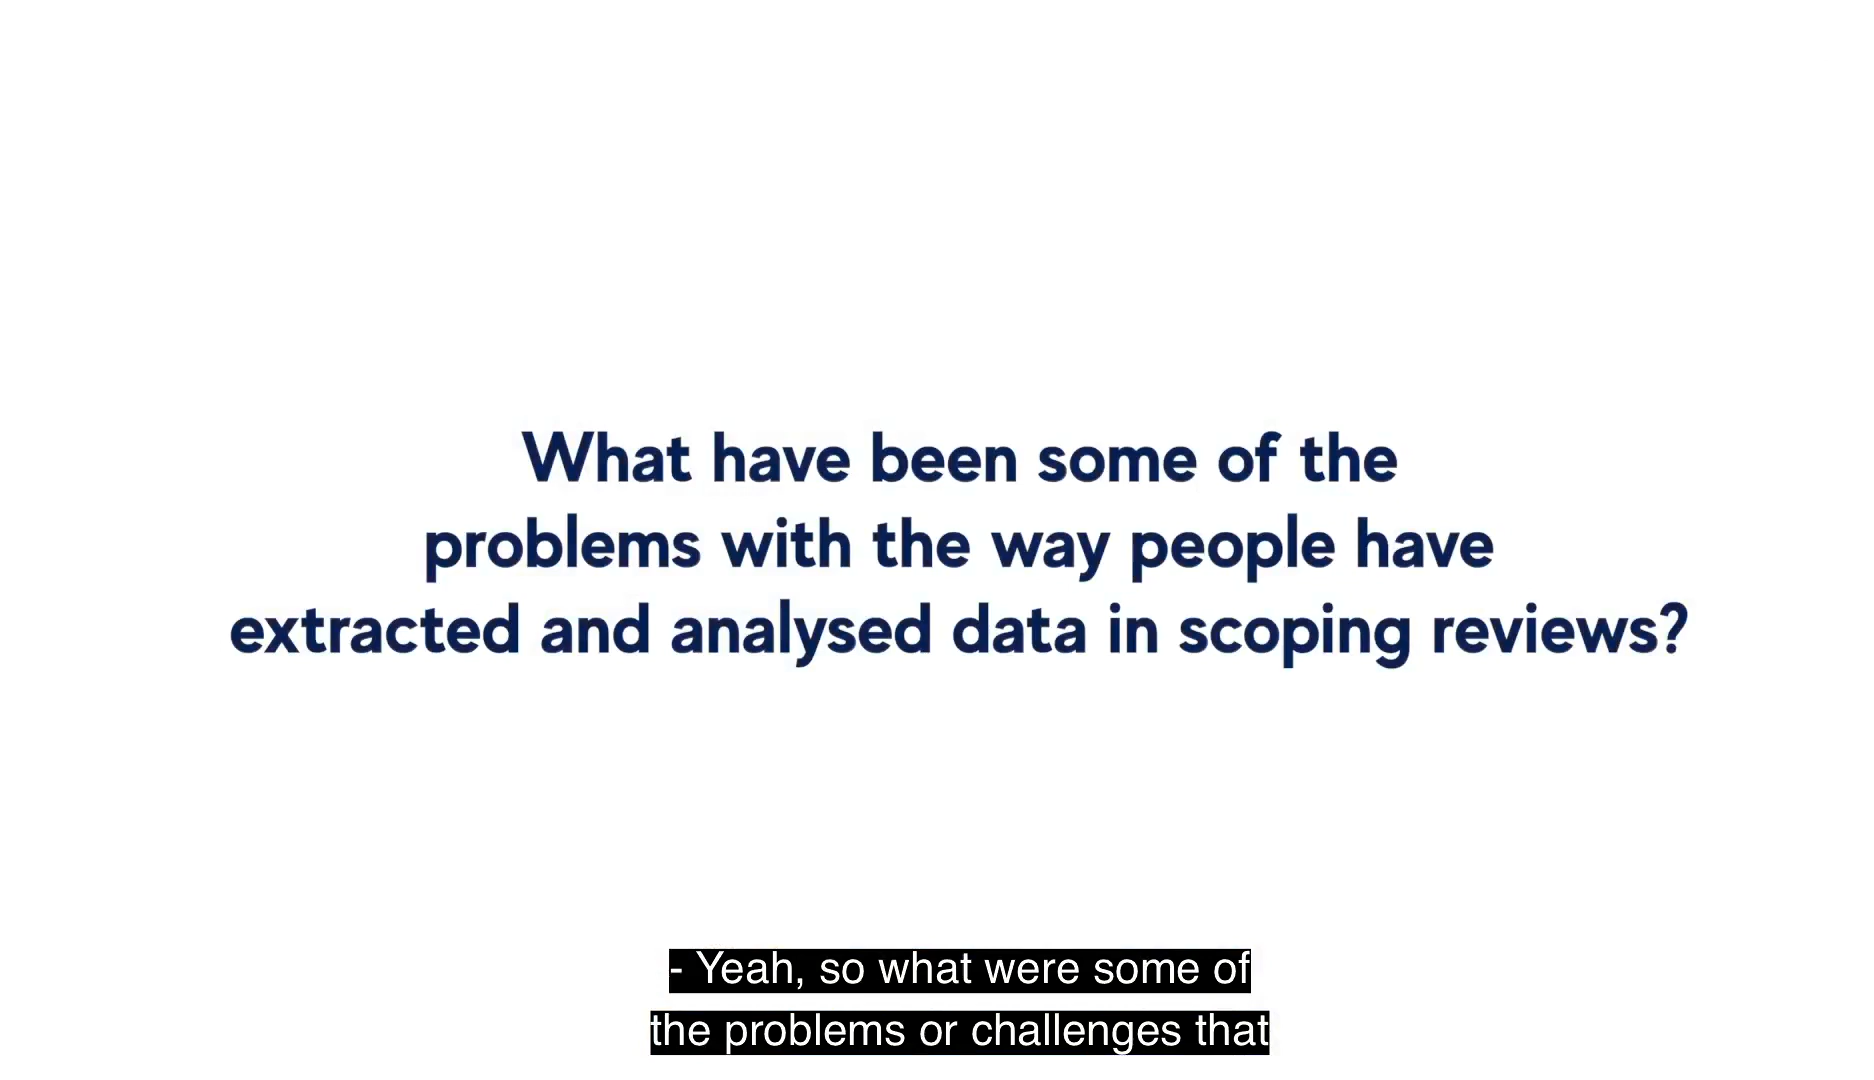 What have been some of the
problems with the way people have
extracted and analysed data in scoping reviews?
- Yeah, so what were some of
the problems or challenges that